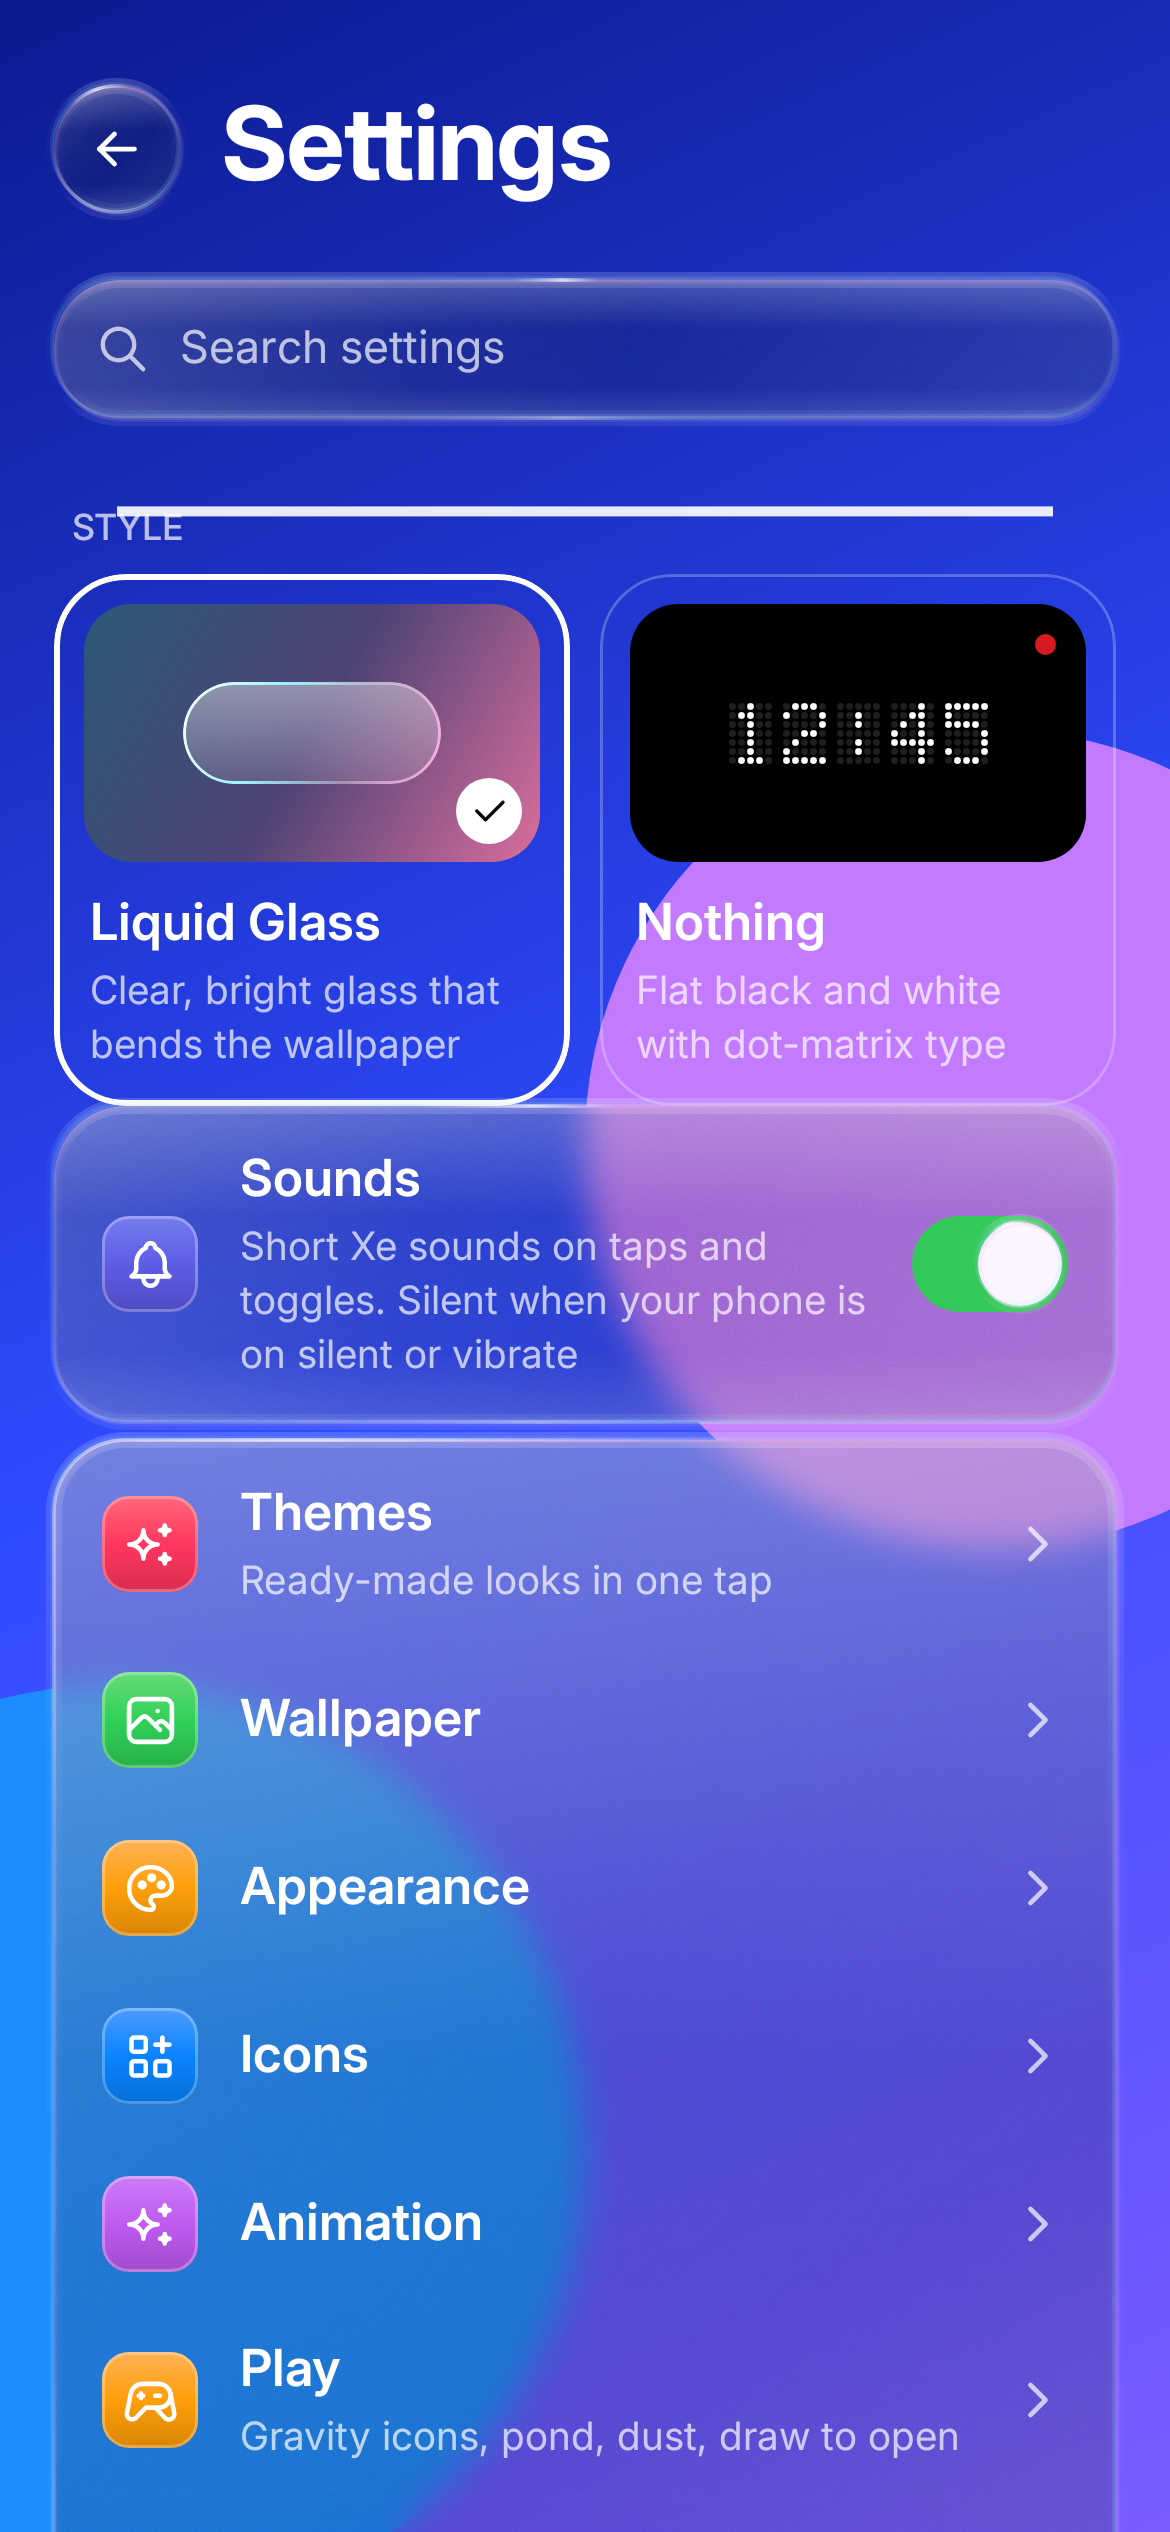 Settings
Search settings
STYLE
12:45
Liquid Glass
Clear, bright glass that
bends the wallpaper
Nothing
Flat black and white
with dot-matrix type
Sounds
Short Xe sounds on taps and
toggles. Silent when your phone is
on silent or vibrate
Themes
Ready-made looks in one tap
Wallpaper
Appearance
Icons
Animation
Play
Gravity icons, pond, dust, draw to open